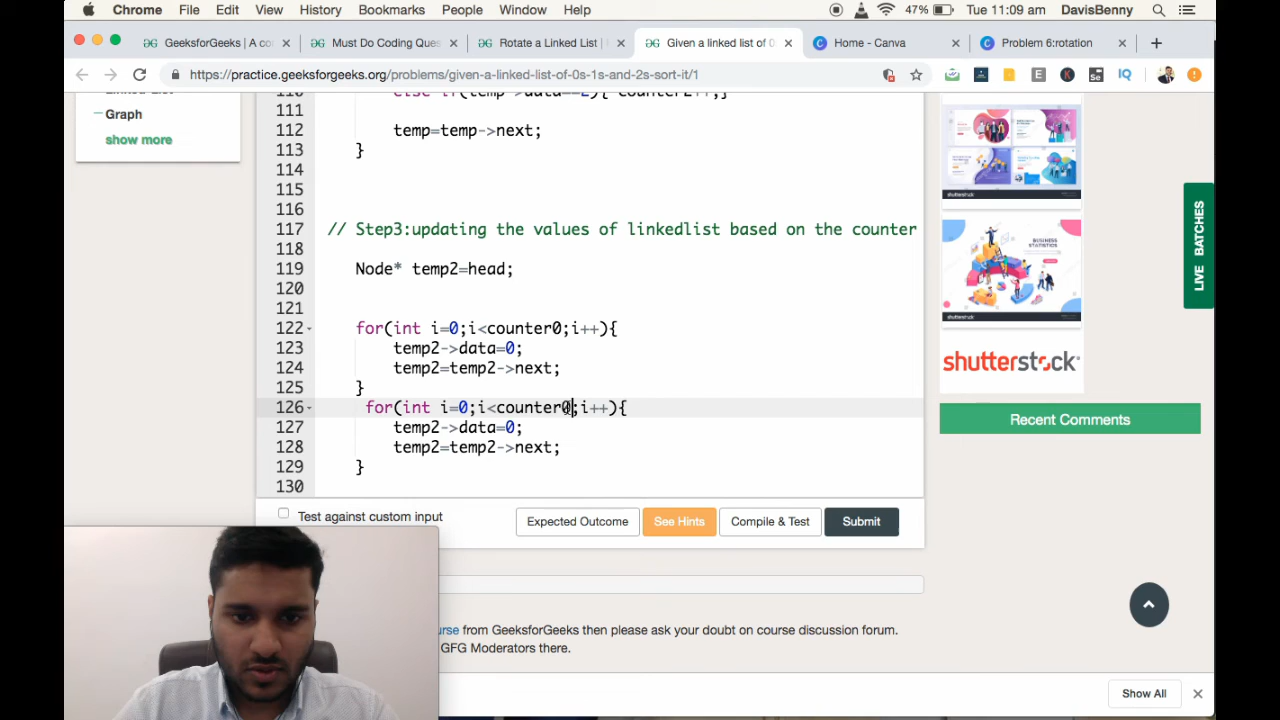 Chrome File Edit View History Bookmarks People Window Help 47% Tue 11:09 am DavisBenny
GeeksforGeeks | A co Must Do Coding Ques Rotate a Linked List | Given a linked list of 0 Home - Canva Problem 6:rotation
https://practice.geeksforgeeks.org/problems/given-a-linked-list-of-0s-1s-and-2s-sort-it/1
Graph
show more
111
112 temp=temp->next;
113 }
114
115
116
117 // Step3:updating the values of linkedlist based on the counter
118
119 Node* temp2=head;
120
121
122 for(int i=0;i<counter0;i++){
123 temp2->data=0;
124 temp2=temp2->next;
125 }
126 for(int i=0;i<counter0;i++){
127 temp2->data=0;
128 temp2=temp2->next;
129 }
130
Test against custom input Expected Outcome See Hints Compile & Test Submit
urse from GeeksforGeeks then please ask your doubt on course discussion forum.
GFG Moderators there.
LIVE BATCHES
BUSINESS
STATISTICS
shutterstock
Recent Comments
Show All